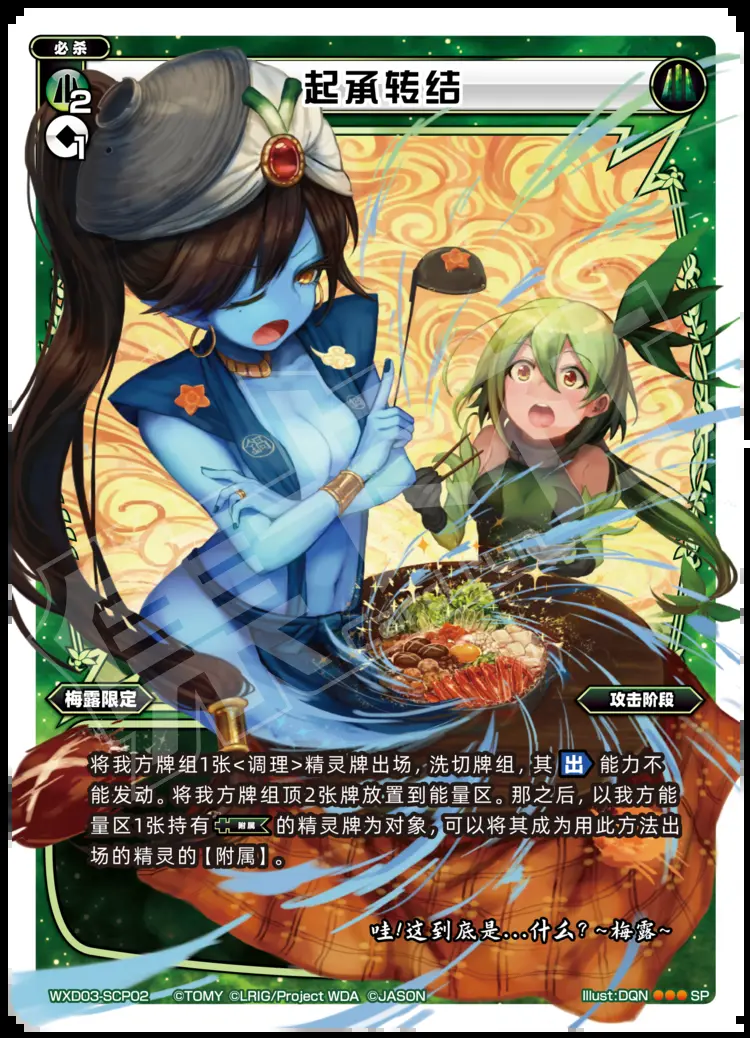 必杀
起承转结
2
1
梅露限定
攻击阶段
将我方牌组1张<调理>精灵牌出场,洗切牌组,其 出 能力不
能发动。将我方牌组顶2张牌放置到能量区。那之后,以我方能
量区1张持有 附属 的精灵牌为对象,可以将其成为用此方法出
场的精灵的【附属】。
哇!这到底是...什么?~梅露~
WXD03-SCP02 ©TOMY ©LRIG/Project WDA ©JASON
Illust:DQN SP